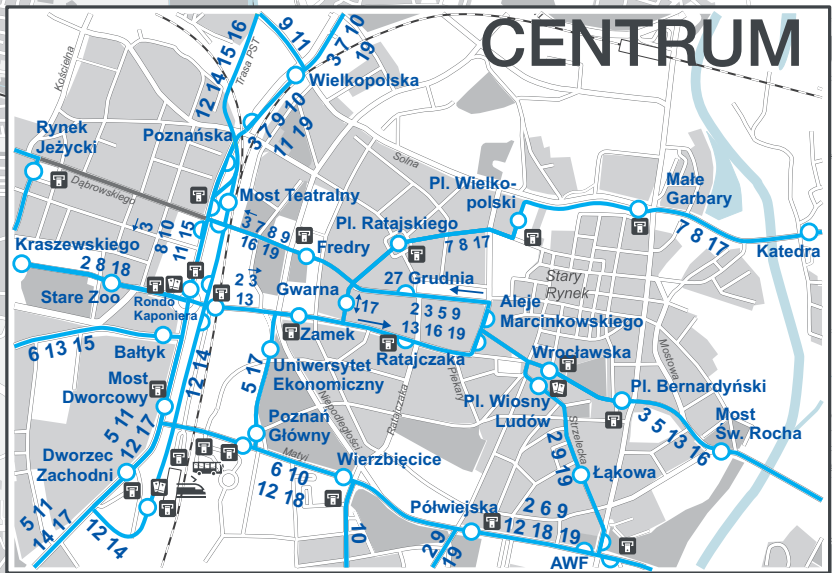 CENTRUM
Kościelna
12 14 15 16
Trasa PST
9 11
3 7 10
19
Wielkopolska
3 7 9 10
11 19
Poznańska
Rynek
Jeżycki
Dąbrowskiego
Solna
Most Teatralny
Pl. Wielko-
polski
Małe
Garbary
7 8 17
Katedra
3
8 10
11 15
3 7 8 9
16 19
Fredry
Pl. Ratajskiego
7 8 17
Kraszewskiego
2 8 18
Stare Zoo
Rondo
Kaponiera
2 3
13
Gwarna
17
27 Grudnia
2 3 5 9
13 16 19
Stary
Rynek
Aleje
Marcinkowskiego
Zamek
Ratajczaka
Wrocławska
Mostowa
6 13 15
Bałtyk
12 14
Uniwersytet
Ekonomiczny
5 17
Niepodległości
Ratajczaka
Piekary
Pl. Wiosny
Ludów
Strzelecka
Pl. Bernardyński
3 5 13 16
Most
Św. Rocha
Most
Dworcowy
5 11
12 17
Poznań
Główny
Matyi
6 10
12 18
Wierzbięcice
2 9 19
Łąkowa
Dworzec
Zachodni
5 11
14 17
12 14
10
Półwiejska
2 9
19
2 6 9
12 18 19
AWF